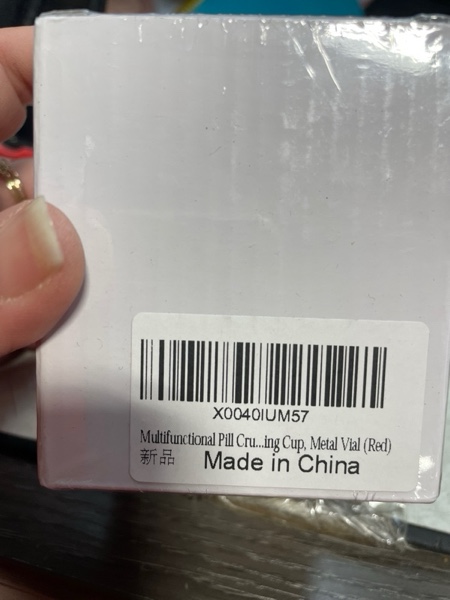 X0040IUM57
Multifunctional Pill Cru...ing Cup, Metal Vial (Red)
新品 Made in China